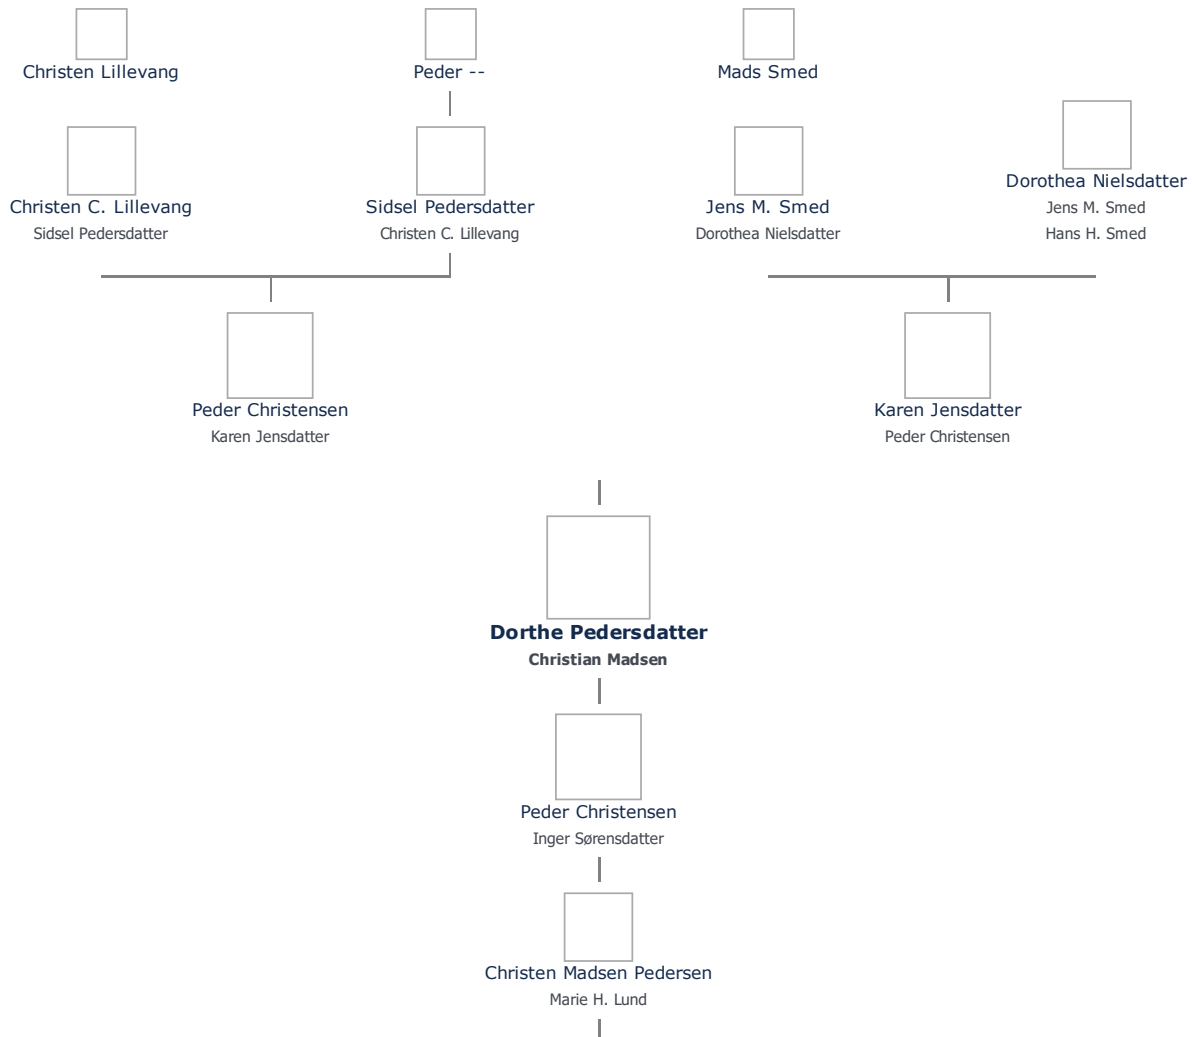 Christen Lillevang
Peder --
Mads Smed
Christen C. Lillevang
Sidsel Pedersdatter
Sidsel Pedersdatter
Christen C. Lillevang
Jens M. Smed
Dorothea Nielsdatter
Dorothea Nielsdatter
Jens M. Smed
Hans H. Smed
Peder Christensen
Karen Jensdatter
Karen Jensdatter
Peder Christensen
Dorthe Pedersdatter
Christian Madsen
Peder Christensen
Inger Sørensdatter
Christen Madsen Pedersen
Marie H. Lund